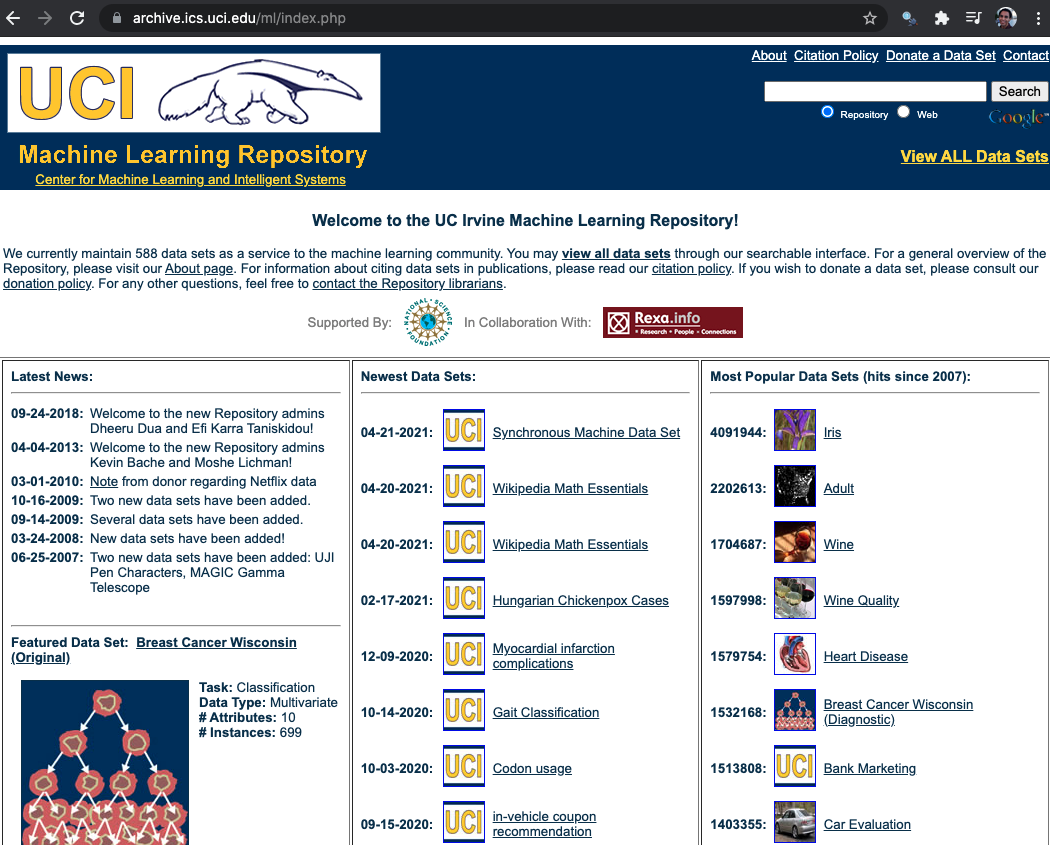 archive.ics.uci.edu/ml/index.php
About Citation Policy Donate a Data Set Contact
UCI
Search
Repository Web Google™
Machine Learning Repository
View ALL Data Sets
Center for Machine Learning and Intelligent Systems
Welcome to the UC Irvine Machine Learning Repository!
We currently maintain 588 data sets as a service to the machine learning community. You may view all data sets through our searchable interface. For a general overview of the
Repository, please visit our About page. For information about citing data sets in publications, please read our citation policy. If you wish to donate a data set, please consult our
donation policy. For any other questions, feel free to contact the Repository librarians.
Supported By:
NATIONAL SCIENCE FOUNDATION
In Collaboration With:
Rexa.info
• Research • People • Connections
Latest News:
09-24-2018: Welcome to the new Repository admins
Dheeru Dua and Efi Karra Taniskidou!
04-04-2013: Welcome to the new Repository admins
Kevin Bache and Moshe Lichman!
03-01-2010: Note from donor regarding Netflix data
10-16-2009: Two new data sets have been added.
09-14-2009: Several data sets have been added.
03-24-2008: New data sets have been added!
06-25-2007: Two new data sets have been added: UJI
Pen Characters, MAGIC Gamma
Telescope
Featured Data Set: Breast Cancer Wisconsin
(Original)
Task: Classification
Data Type: Multivariate
# Attributes: 10
# Instances: 699
Newest Data Sets:
04-21-2021: UCI Synchronous Machine Data Set
04-20-2021: UCI Wikipedia Math Essentials
04-20-2021: UCI Wikipedia Math Essentials
02-17-2021: UCI Hungarian Chickenpox Cases
12-09-2020: UCI Myocardial infarction
complications
10-14-2020: UCI Gait Classification
10-03-2020: UCI Codon usage
09-15-2020: UCI in-vehicle coupon
recommendation
Most Popular Data Sets (hits since 2007):
4091944: Iris
2202613: Adult
1704687: Wine
1597998: Wine Quality
1579754: Heart Disease
1532168: Breast Cancer Wisconsin
(Diagnostic)
1513808: UCI Bank Marketing
1403355: Car Evaluation